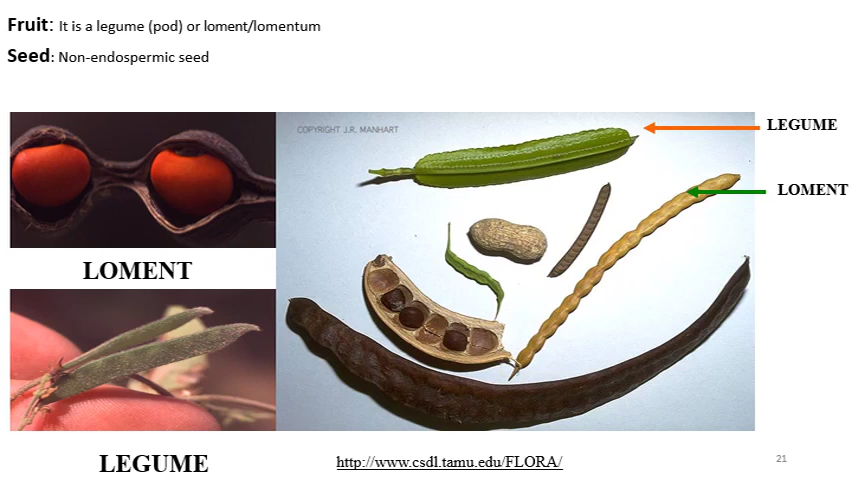 Fruit: It is a legume (pod) or loment/lomentum
Seed: Non-endospermic seed
COPYRIGHT J.R. MANHART
LEGUME
LOMENT
LOMENT
LEGUME
http://www.csdl.tamu.edu/FLORA/
21